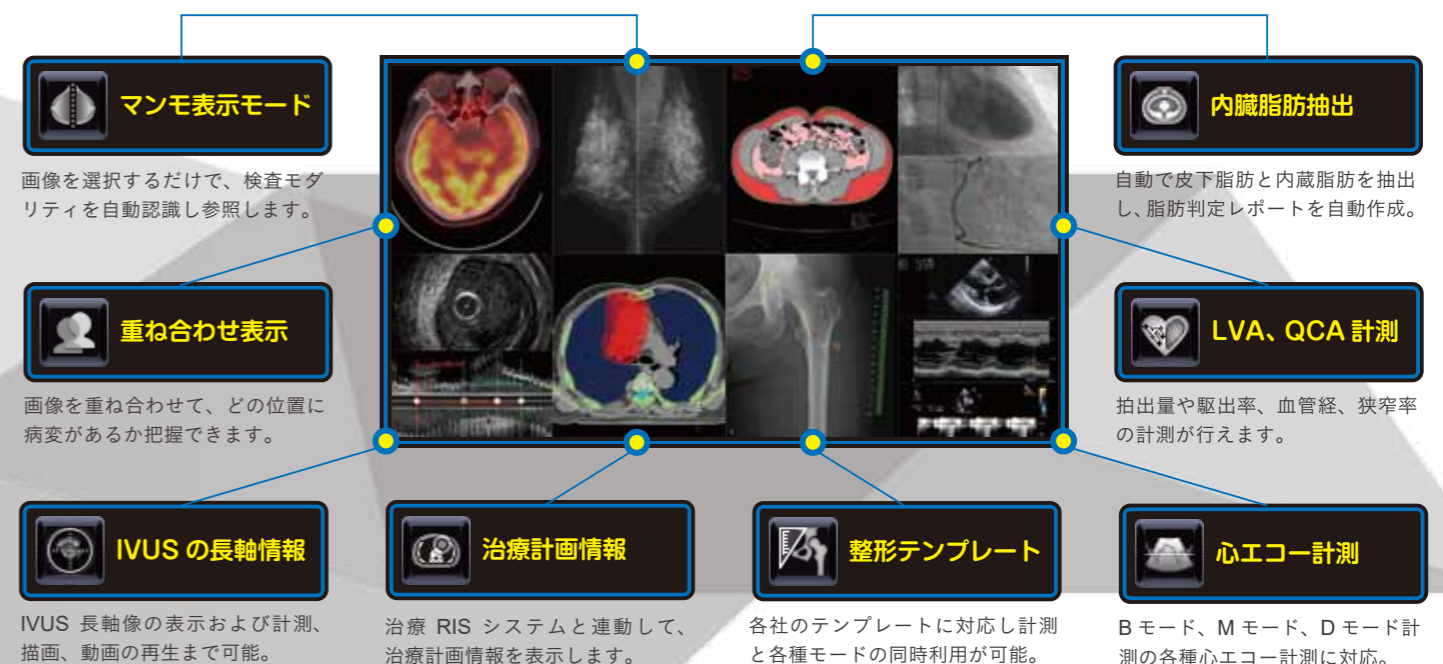 マンモ表示モード
画像を選択するだけで、検査モダ
リティを自動認識し参照します。
内臓脂肪抽出
自動で皮下脂肪と内蔵脂肪を抽出
し、脂肪判定レポートを自動作成。
重ね合わせ表示
画像を重ね合わせて、どの位置に
病変があるか把握できます。
LVA、QCA 計測
拍出量や駆出率、血管経、狭窄率
の計測が行えます。
IVUS の長軸情報
IVUS 長軸像の表示および計測、
描画、動画の再生まで可能。
治療計画情報
治療 RIS システムと連動して、
治療計画情報を表示します。
整形テンプレート
各社のテンプレートに対応し計測
と各種モードの同時利用が可能。
心エコー計測
B モード、M モード、D モード計
測の各種心エコー計測に対応。